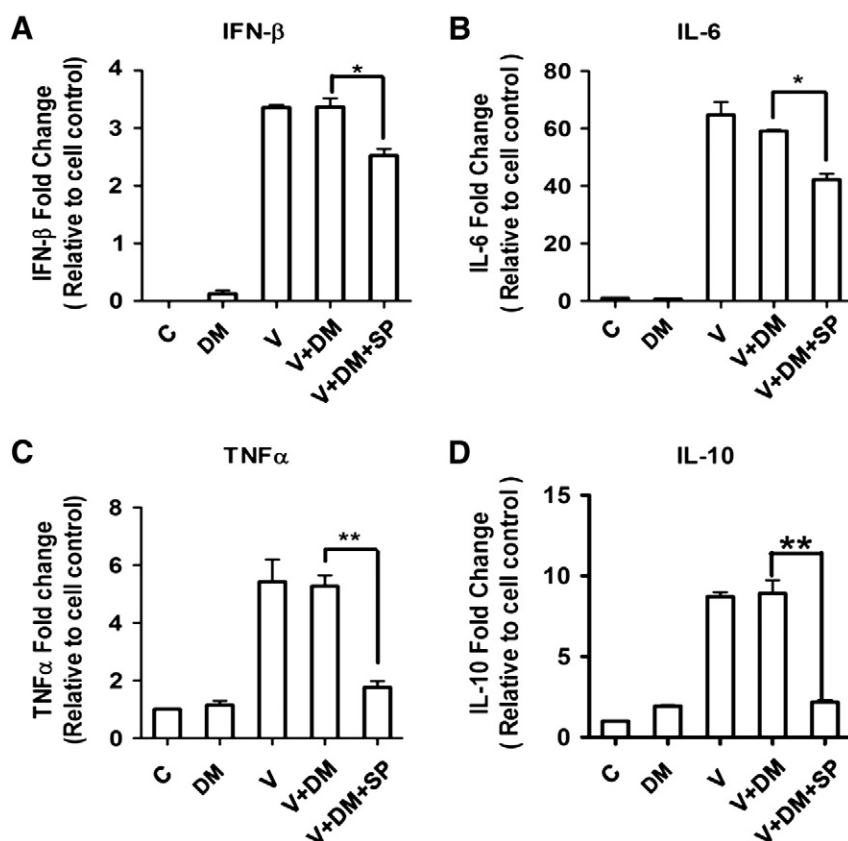 A
IFN-β
IFN-β Fold Change
( Relative to cell control)
4
3
2
1
0
*
C
DM
V
V+DM
V+DM+SP
B
IL-6
IL-6 Fold Change
( Relative to cell control )
80
60
40
20
0
*
C
DM
V
V+DM
V+DM+SP
C
TNFα
TNFα Fold change
(Relative to cell control)
8
6
4
2
0
**
C
DM
V
V+DM
V+DM+SP
D
IL-10
IL-10 Fold Change
( Relative to cell control)
15
10
5
0
**
C
DM
V
V+DM
V+DM+SP